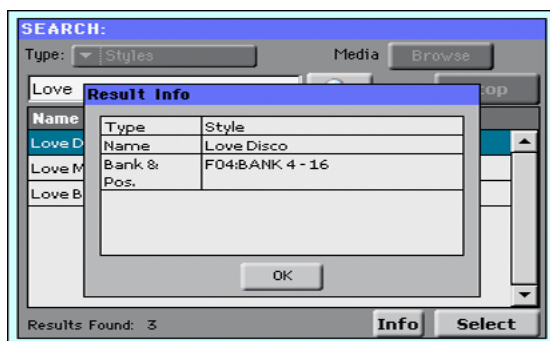 SEARCH:
Type: Styles Media Browse
Love
Result Info
Name
Type Style
Love D
Name Love Disco
Love M
Bank & F04:BANK 4 - 16
Pos.
Love B
OK
Results Found: 3 Info Select